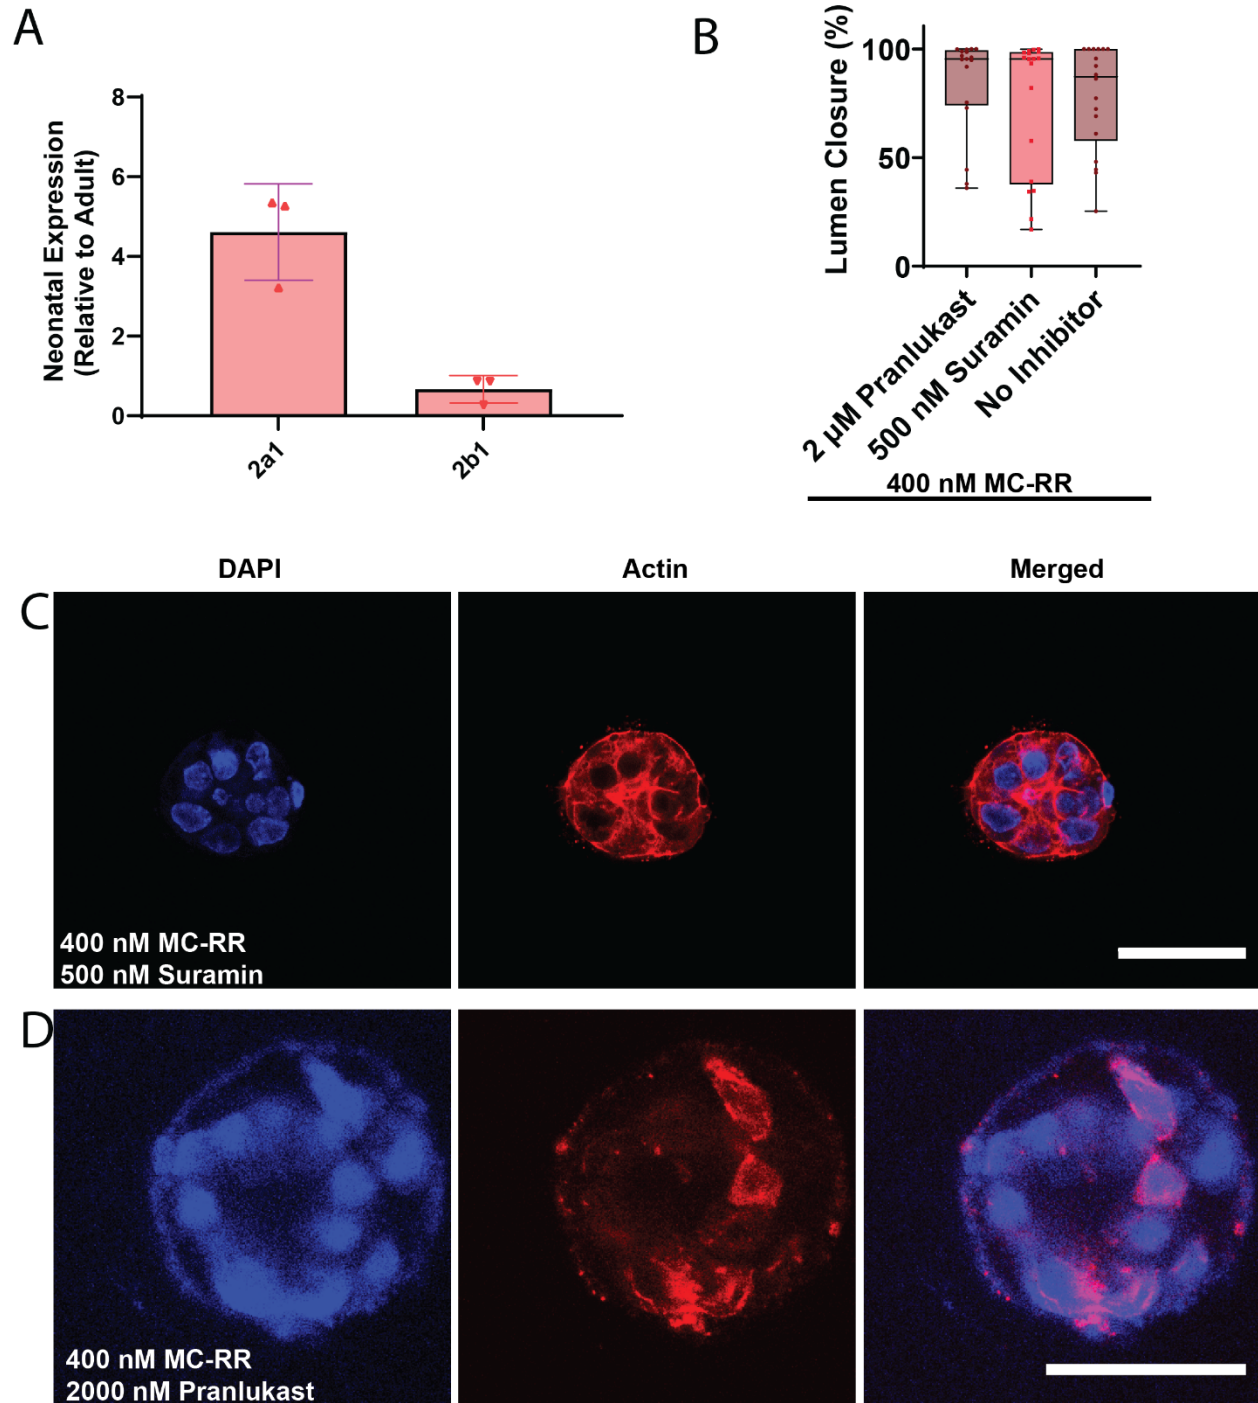 A
Neonatal Expression
(Relative to Adult)
8
6
4
2
0
2a1
2b1
B
Lumen Closure (%)
100
50
0
2 µM Pranlukast
500 nM Suramin
No Inhibitor
400 nM MC-RR
DAPI
Actin
Merged
C
400 nM MC-RR
500 nM Suramin
D
400 nM MC-RR
2000 nM Pranlukast